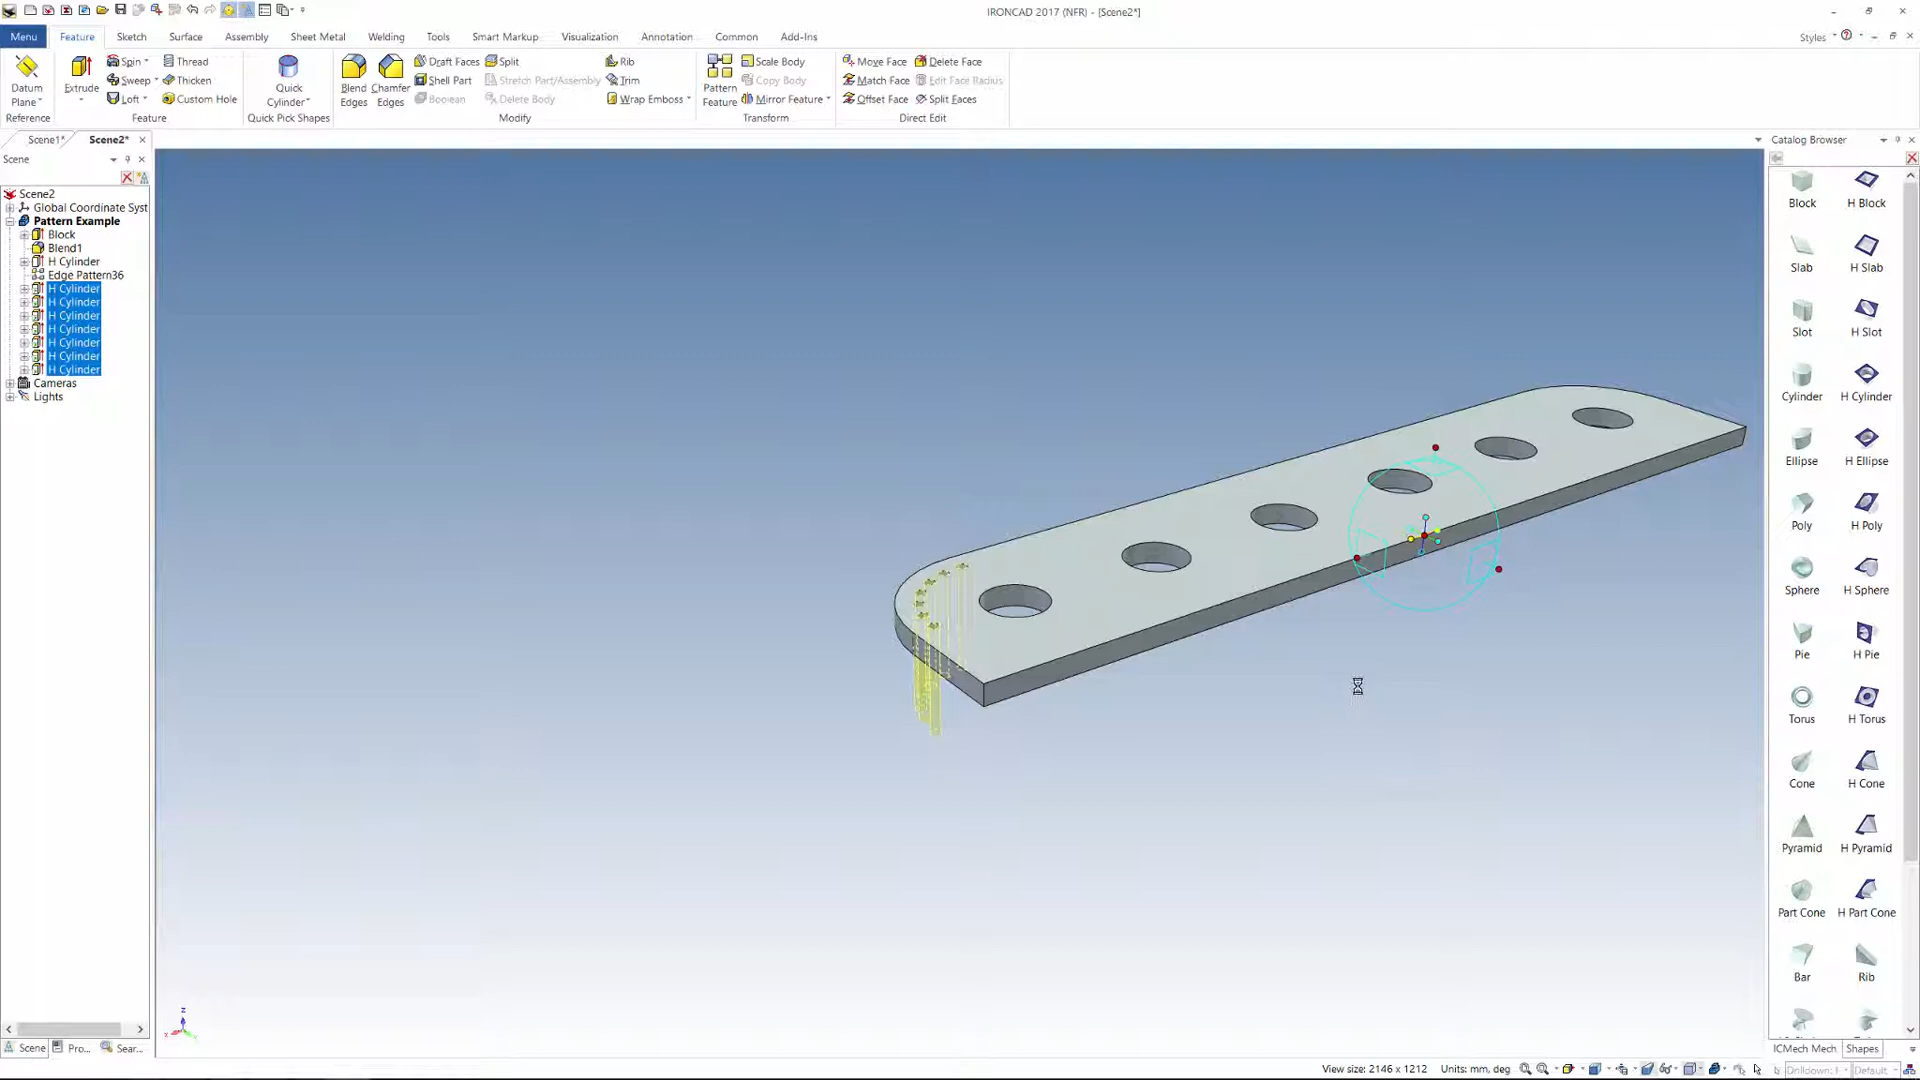 IRONCAD 2017 (NFR) - [Scene2*]
Menu Feature Sketch Surface Assembly Sheet Metal Welding Tools Smart Markup Visualization Annotation Common Add-Ins Styles
Datum Plane
Reference
Extrude
Spin
Sweep
Loft
Thread
Thicken
Custom Hole
Feature
Quick Cylinder
Quick Pick Shapes
Blend Edges
Chamfer Edges
Draft Faces
Shell Part
Boolean
Split
Stretch Part/Assembly
Delete Body
Rib
Trim
Wrap Emboss
Modify
Pattern Feature
Scale Body
Copy Body
Mirror Feature
Transform
Move Face
Match Face
Offset Face
Delete Face
Edit Face Radius
Split Faces
Direct Edit
Scene1* Scene2*
Scene
Scene2
Global Coordinate Syst
Pattern Example
Block
Blend1
H Cylinder
Edge Pattern36
H Cylinder
H Cylinder
H Cylinder
H Cylinder
H Cylinder
H Cylinder
H Cylinder
Cameras
Lights
Catalog Browser
Block H Block
Slab H Slab
Slot H Slot
Cylinder H Cylinder
Ellipse H Ellipse
Poly H Poly
Sphere H Sphere
Pie H Pie
Torus H Torus
Cone H Cone
Pyramid H Pyramid
Part Cone H Part Cone
Bar Rib
Z
Scene Pro... Sear...
ICMech Mech Shapes
View size: 2146 x 1212 Units: mm, deg Default